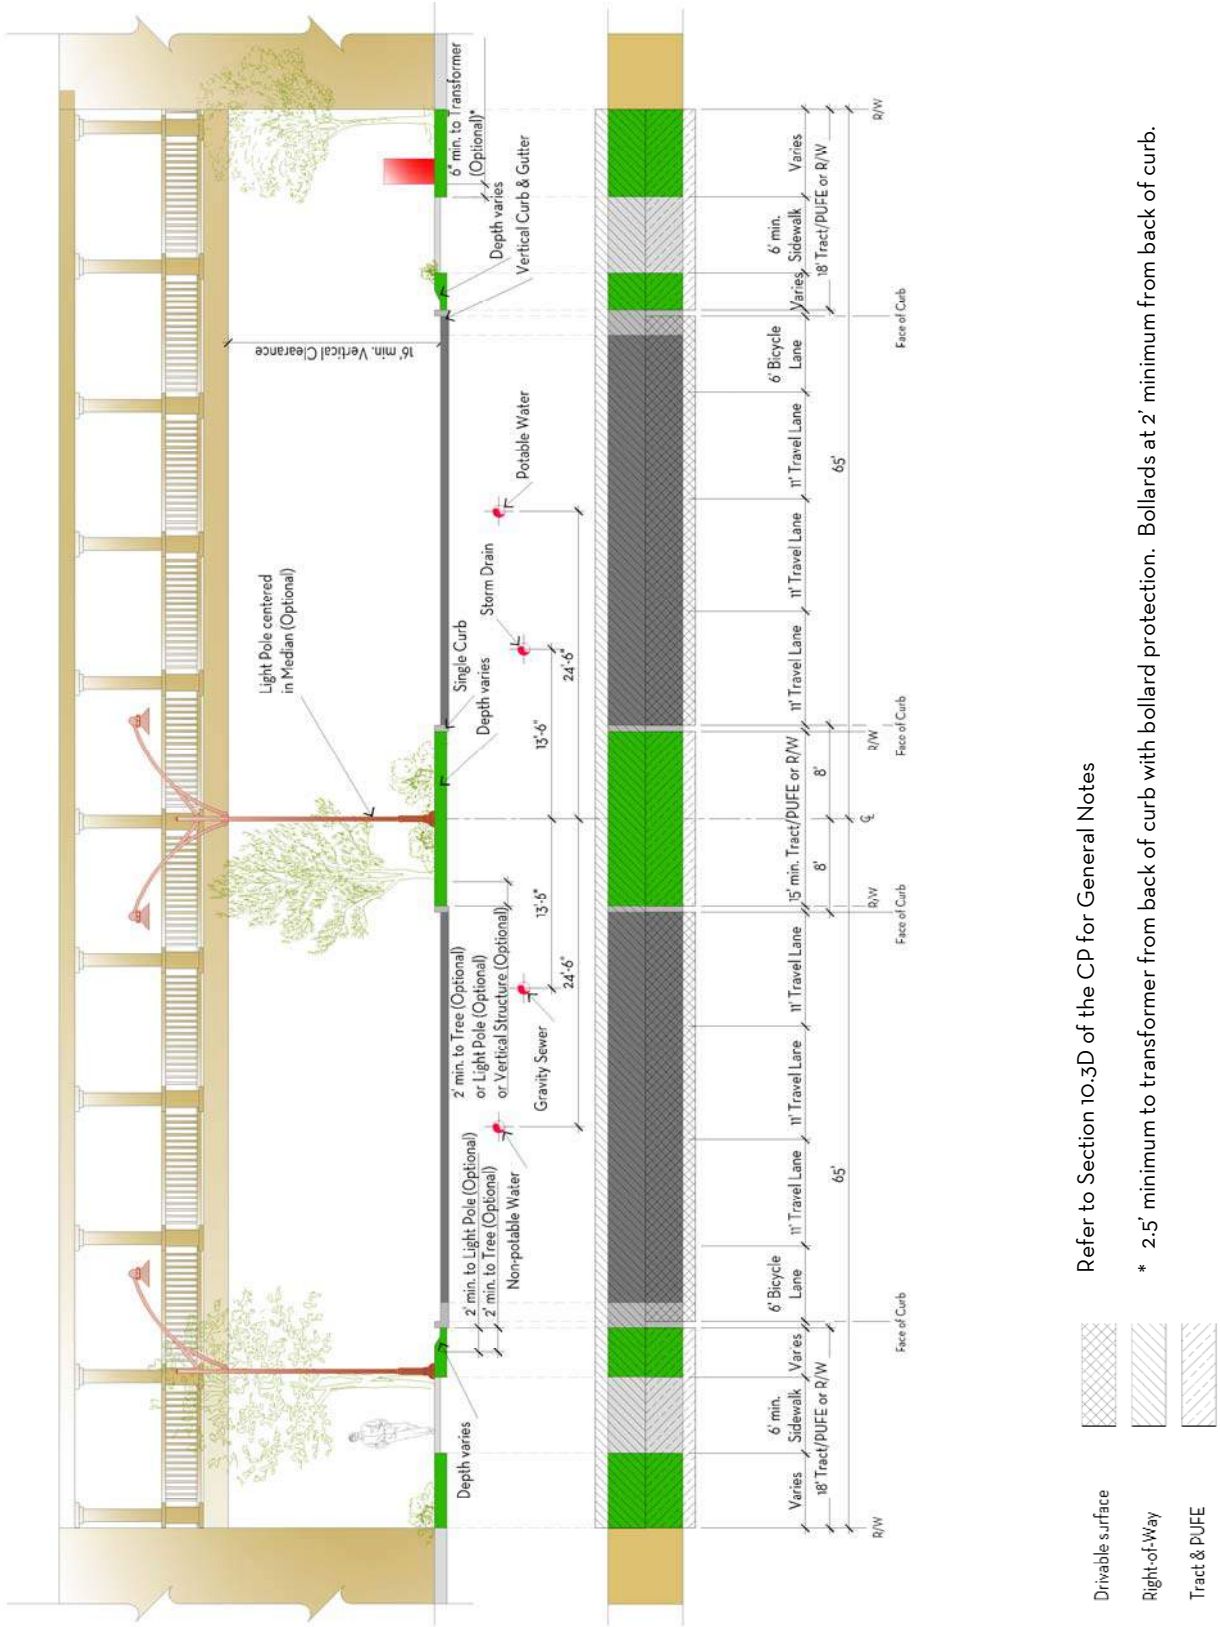 Light Pole centered
in Median (Optional)
16' min. Vertical Clearance
6" min. to Transformer
(Optional)*
Depth varies
Vertical Curb & Gutter
Single Curb
Depth varies
2' min. to Tree (Optional)
or Light Pole (Optional)
or Vertical Structure (Optional)
2' min. to Light Pole (Optional)
2' min. to Tree (Optional)
Depth varies
Non-potable Water
Gravity Sewer
Storm Drain
Potable Water
13'-6"
13'-6"
24'-6"
24'-6"
Varies
6' min.
Sidewalk
Varies
6' Bicycle
Lane
11' Travel Lane
11' Travel Lane
11' Travel Lane
15' min. Tract/PUFE or R/W
11' Travel Lane
11' Travel Lane
11' Travel Lane
6' Bicycle
Lane
Varies
6' min.
Sidewalk
Varies
18' Tract/PUFE or R/W
8'
8'
18' Tract/PUFE or R/W
65'
65'
R/W
R/W
℄
R/W
R/W
Face of Curb
Face of Curb
Face of Curb
Face of Curb
Drivable surface
Right-of-Way
Tract & PUFE
Refer to Section 10.3D of the CP for General Notes
* 2.5' minimum to transformer from back of curb with bollard protection. Bollards at 2' minimum from back of curb.